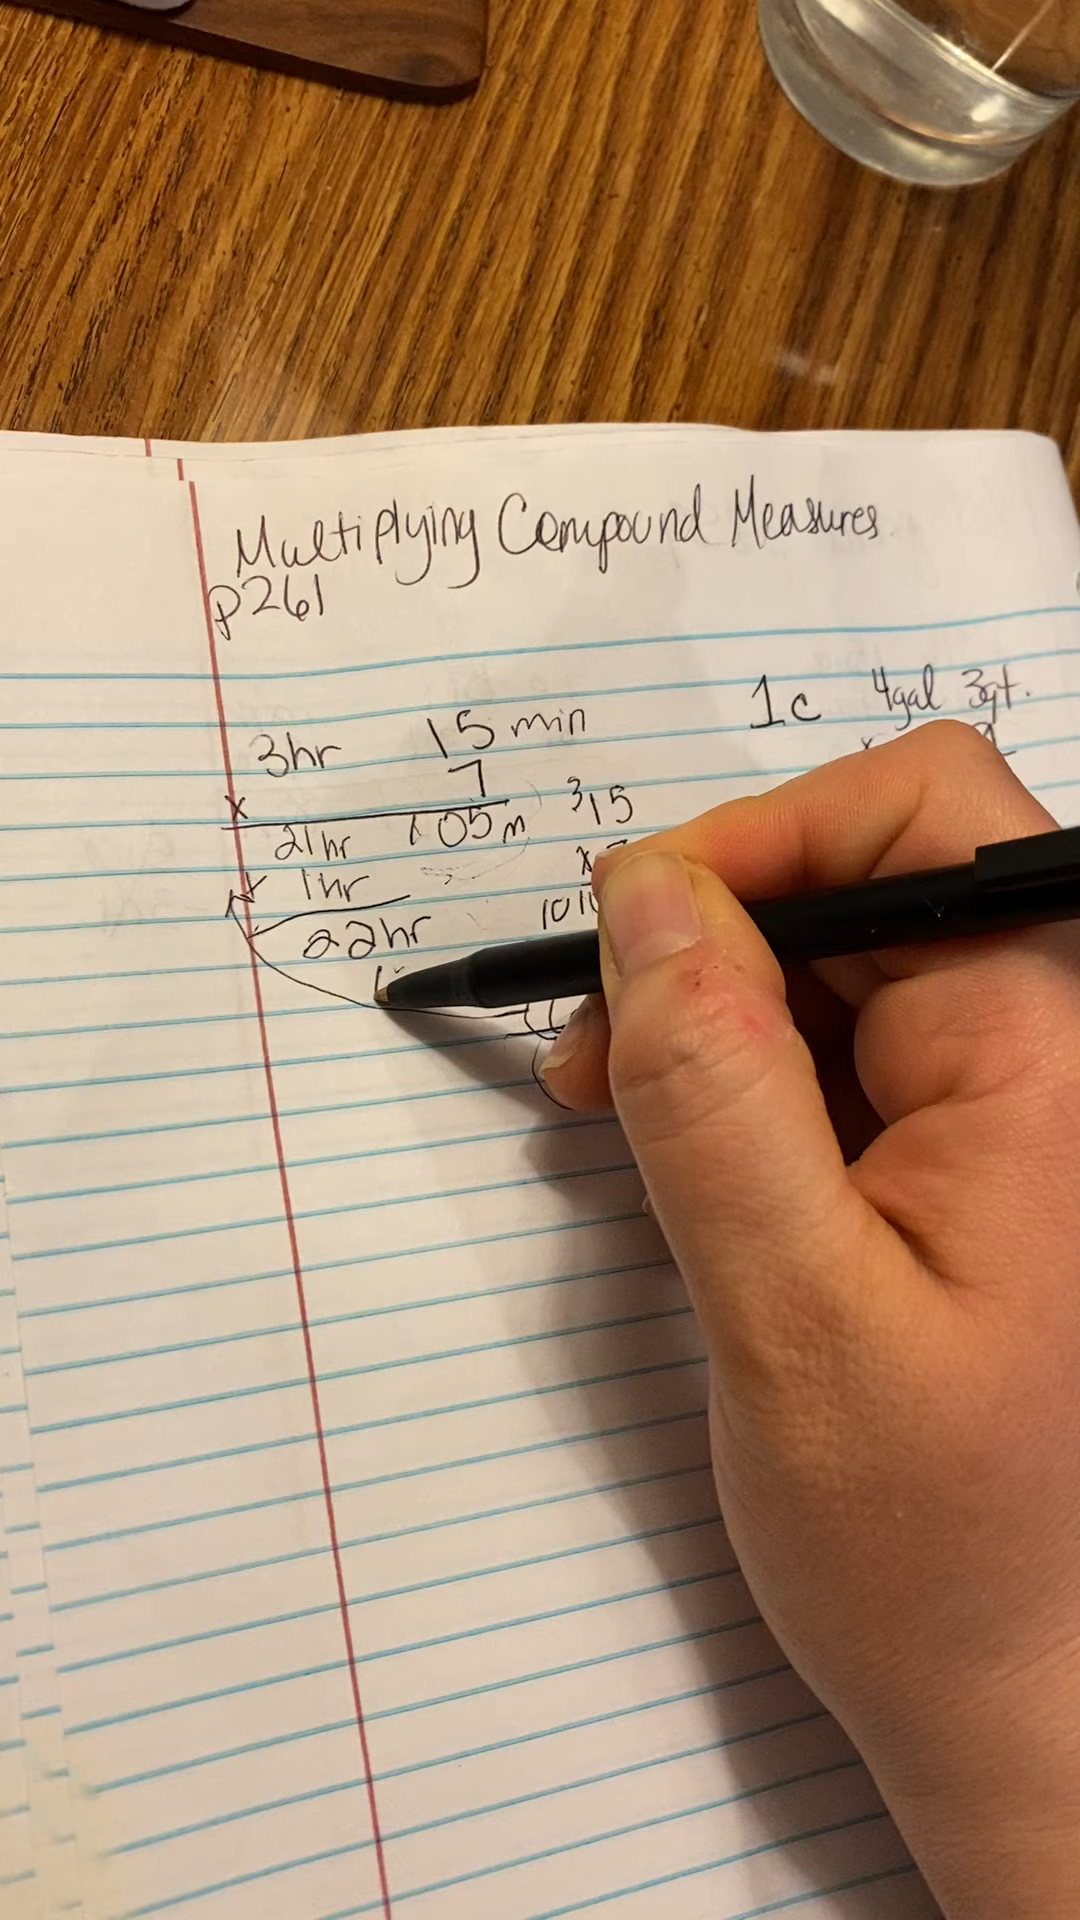 Multiplying Compound Measures
p261
3hr 15 min
x 7
21hr 105m
+ 1hr
22hr
315
x
1c 4gal 3qt.
x